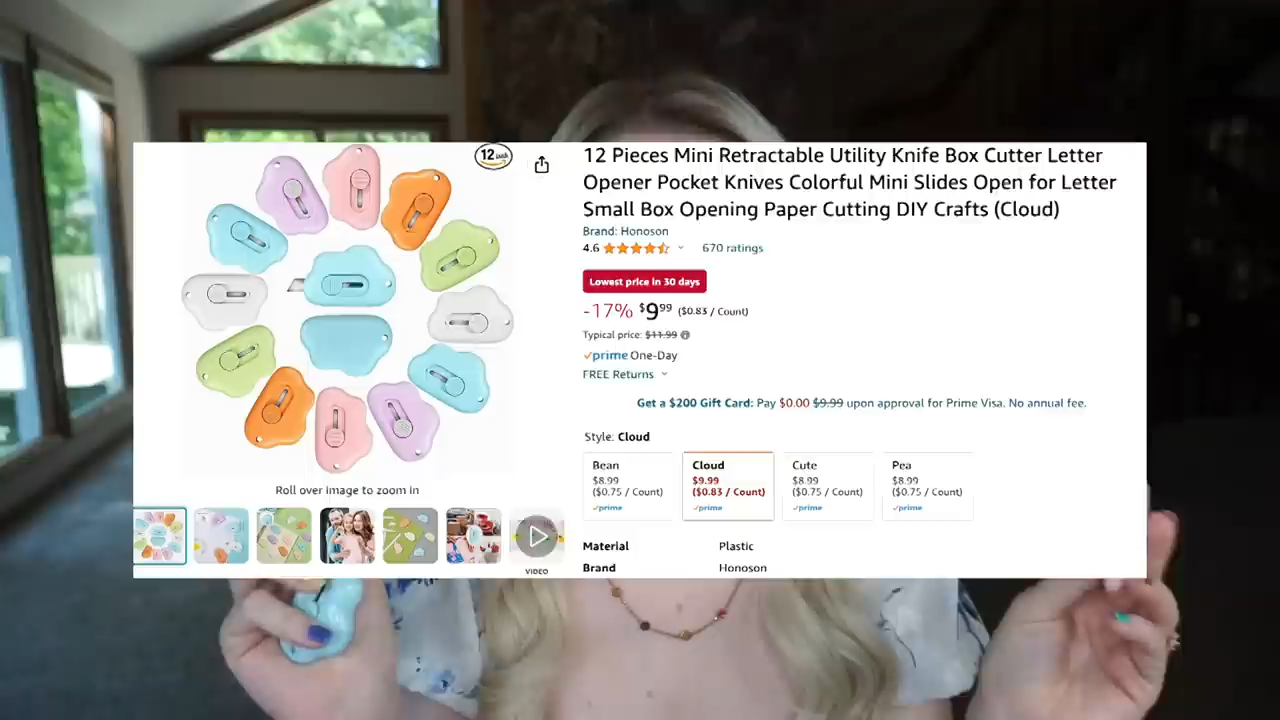 12 Pieces Mini Retractable Utility Knife Box Cutter Letter
Opener Pocket Knives Colorful Mini Slides Open for Letter
Small Box Opening Paper Cutting DIY Crafts (Cloud)
Brand: Honoson
4.6 670 ratings
Lowest price in 30 days
-17% $9⁹⁹ ($0.83 / Count)
Typical price: $11.99
prime One-Day
FREE Returns
Get a $200 Gift Card: Pay $0.00 $9.99 upon approval for Prime Visa. No annual fee.
Style: Cloud
Bean
$8.99
($0.75 / Count)
prime
Cloud
$9.99
($0.83 / Count)
prime
Cute
$8.99
($0.75 / Count)
prime
Pea
$8.99
($0.75 / Count)
prime
Material Plastic
Brand Honoson
12
Roll over image to zoom in
VIDEO